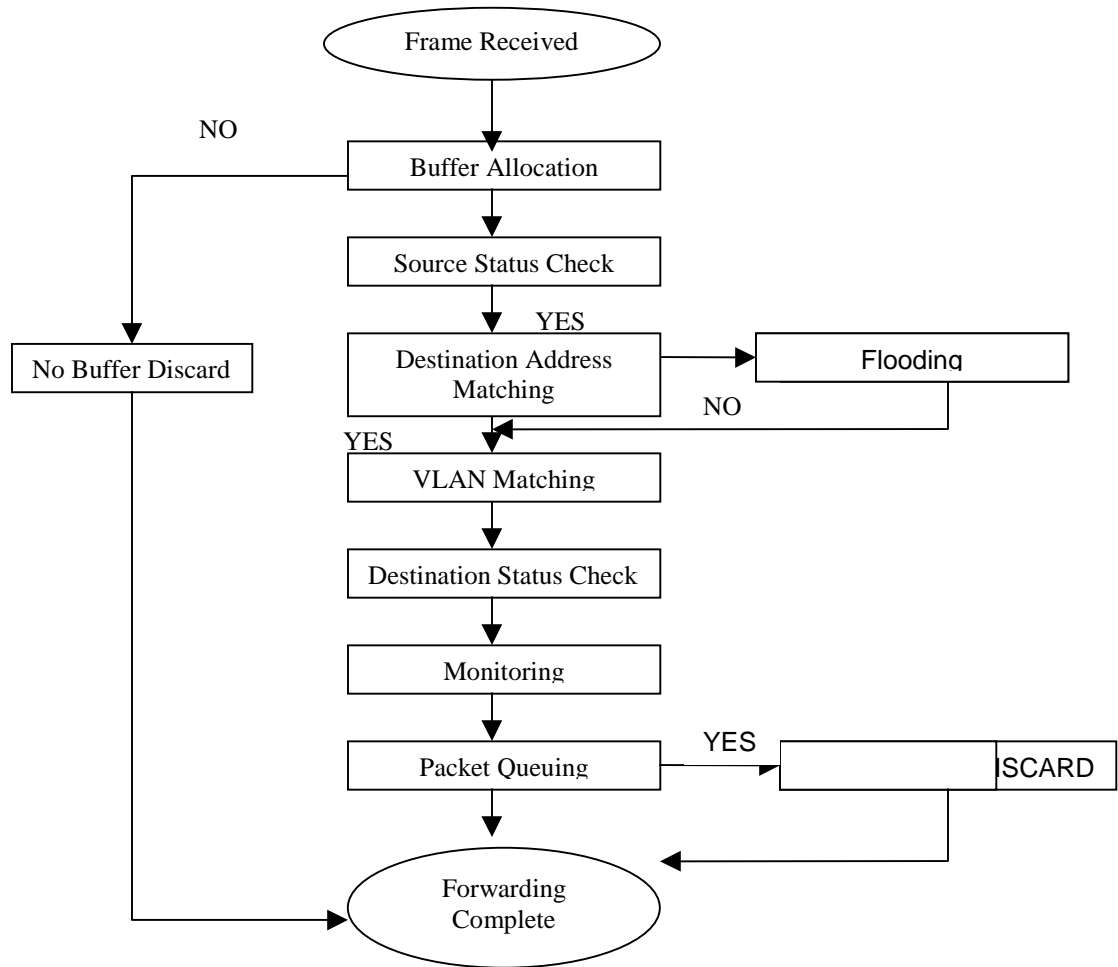 Frame Received
NO
Buffer Allocation
Source Status Check
YES
Destination Address
Matching
Flooding
No Buffer Discard
NO
YES
VLAN Matching
Destination Status Check
Monitoring
YES
Packet Queuing
ISCARD
Forwarding
Complete